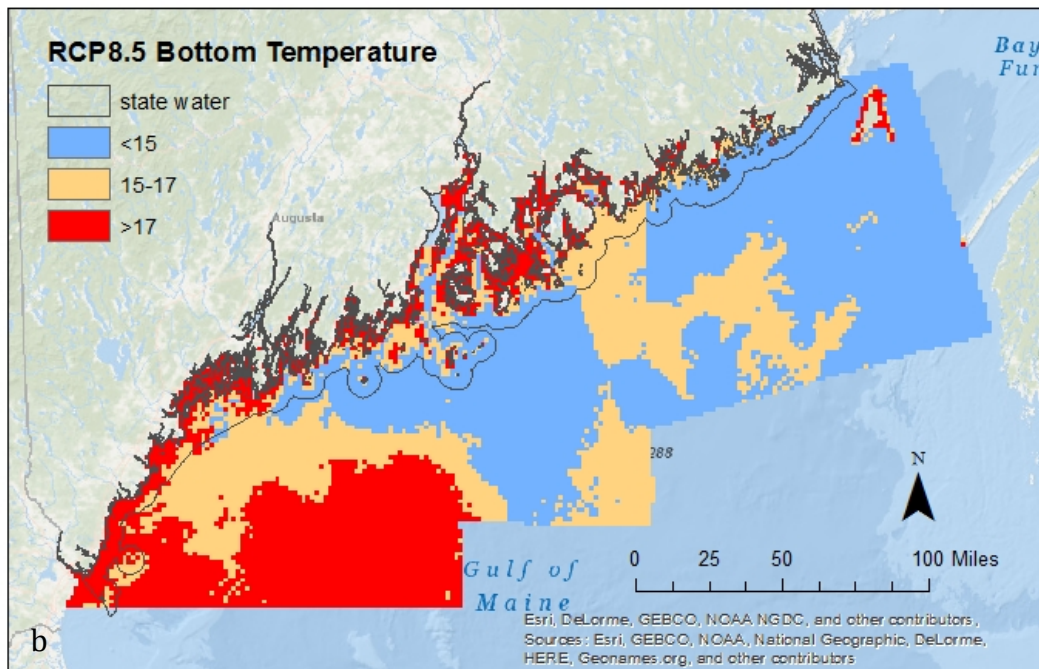 RCP8.5 Bottom Temperature
state water
<15
15-17
>17
Augusta
Bay
Fun
288
N
0 25 50 100 Miles
Gulf of
Maine
Esri, DeLorme, GEBCO, NOAA NGDC, and other contributors,
Sources: Esri, GEBCO, NOAA, National Geographic, DeLorme,
HERE, Geonames.org, and other contributors
b